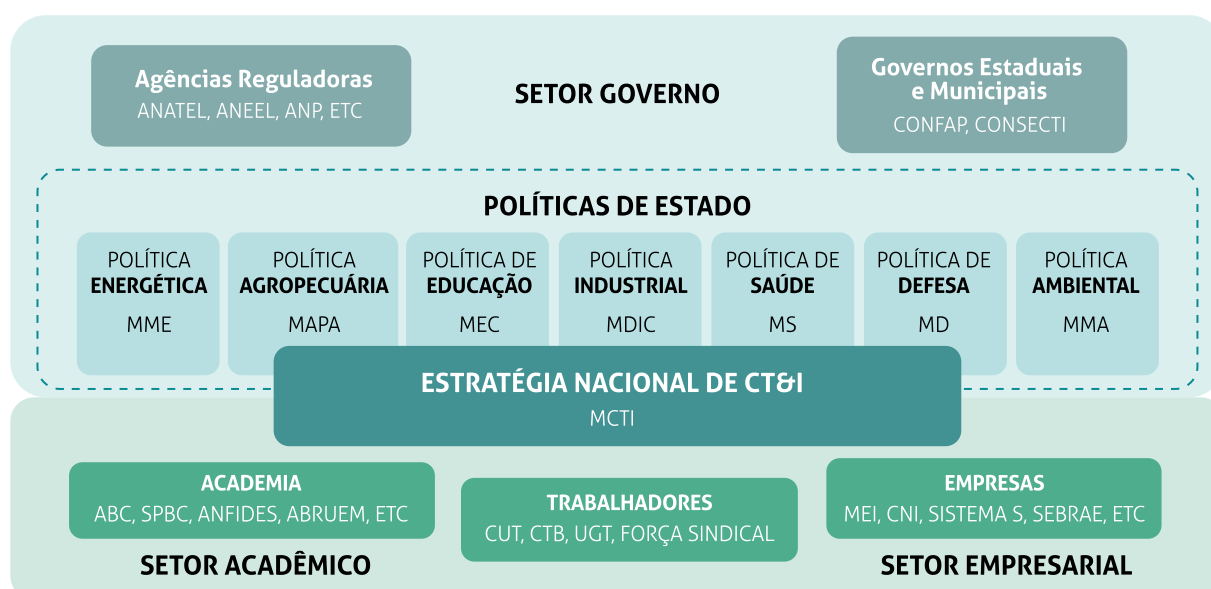 Agências Reguladoras
ANATEL, ANEEL, ANP, ETC
SETOR GOVERNO
Governos Estaduais
e Municipais
CONFAP, CONSECTI
POLÍTICAS DE ESTADO
POLÍTICA
ENERGÉTICA
MME
POLÍTICA
AGROPECUÁRIA
MAPA
POLÍTICA DE
EDUCAÇÃO
MEC
POLÍTICA
INDUSTRIAL
MDIC
POLÍTICA DE
SAÚDE
MS
POLÍTICA DE
DEFESA
MD
POLÍTICA
AMBIENTAL
MMA
ESTRATÉGIA NACIONAL DE CT&I
MCTI
ACADEMIA
ABC, SPBC, ANFIDES, ABRUEM, ETC
SETOR ACADÊMICO
TRABALHADORES
CUT, CTB, UGT, FORÇA SINDICAL
EMPRESAS
MEI, CNI, SISTEMA S, SEBRAE, ETC
SETOR EMPRESARIAL